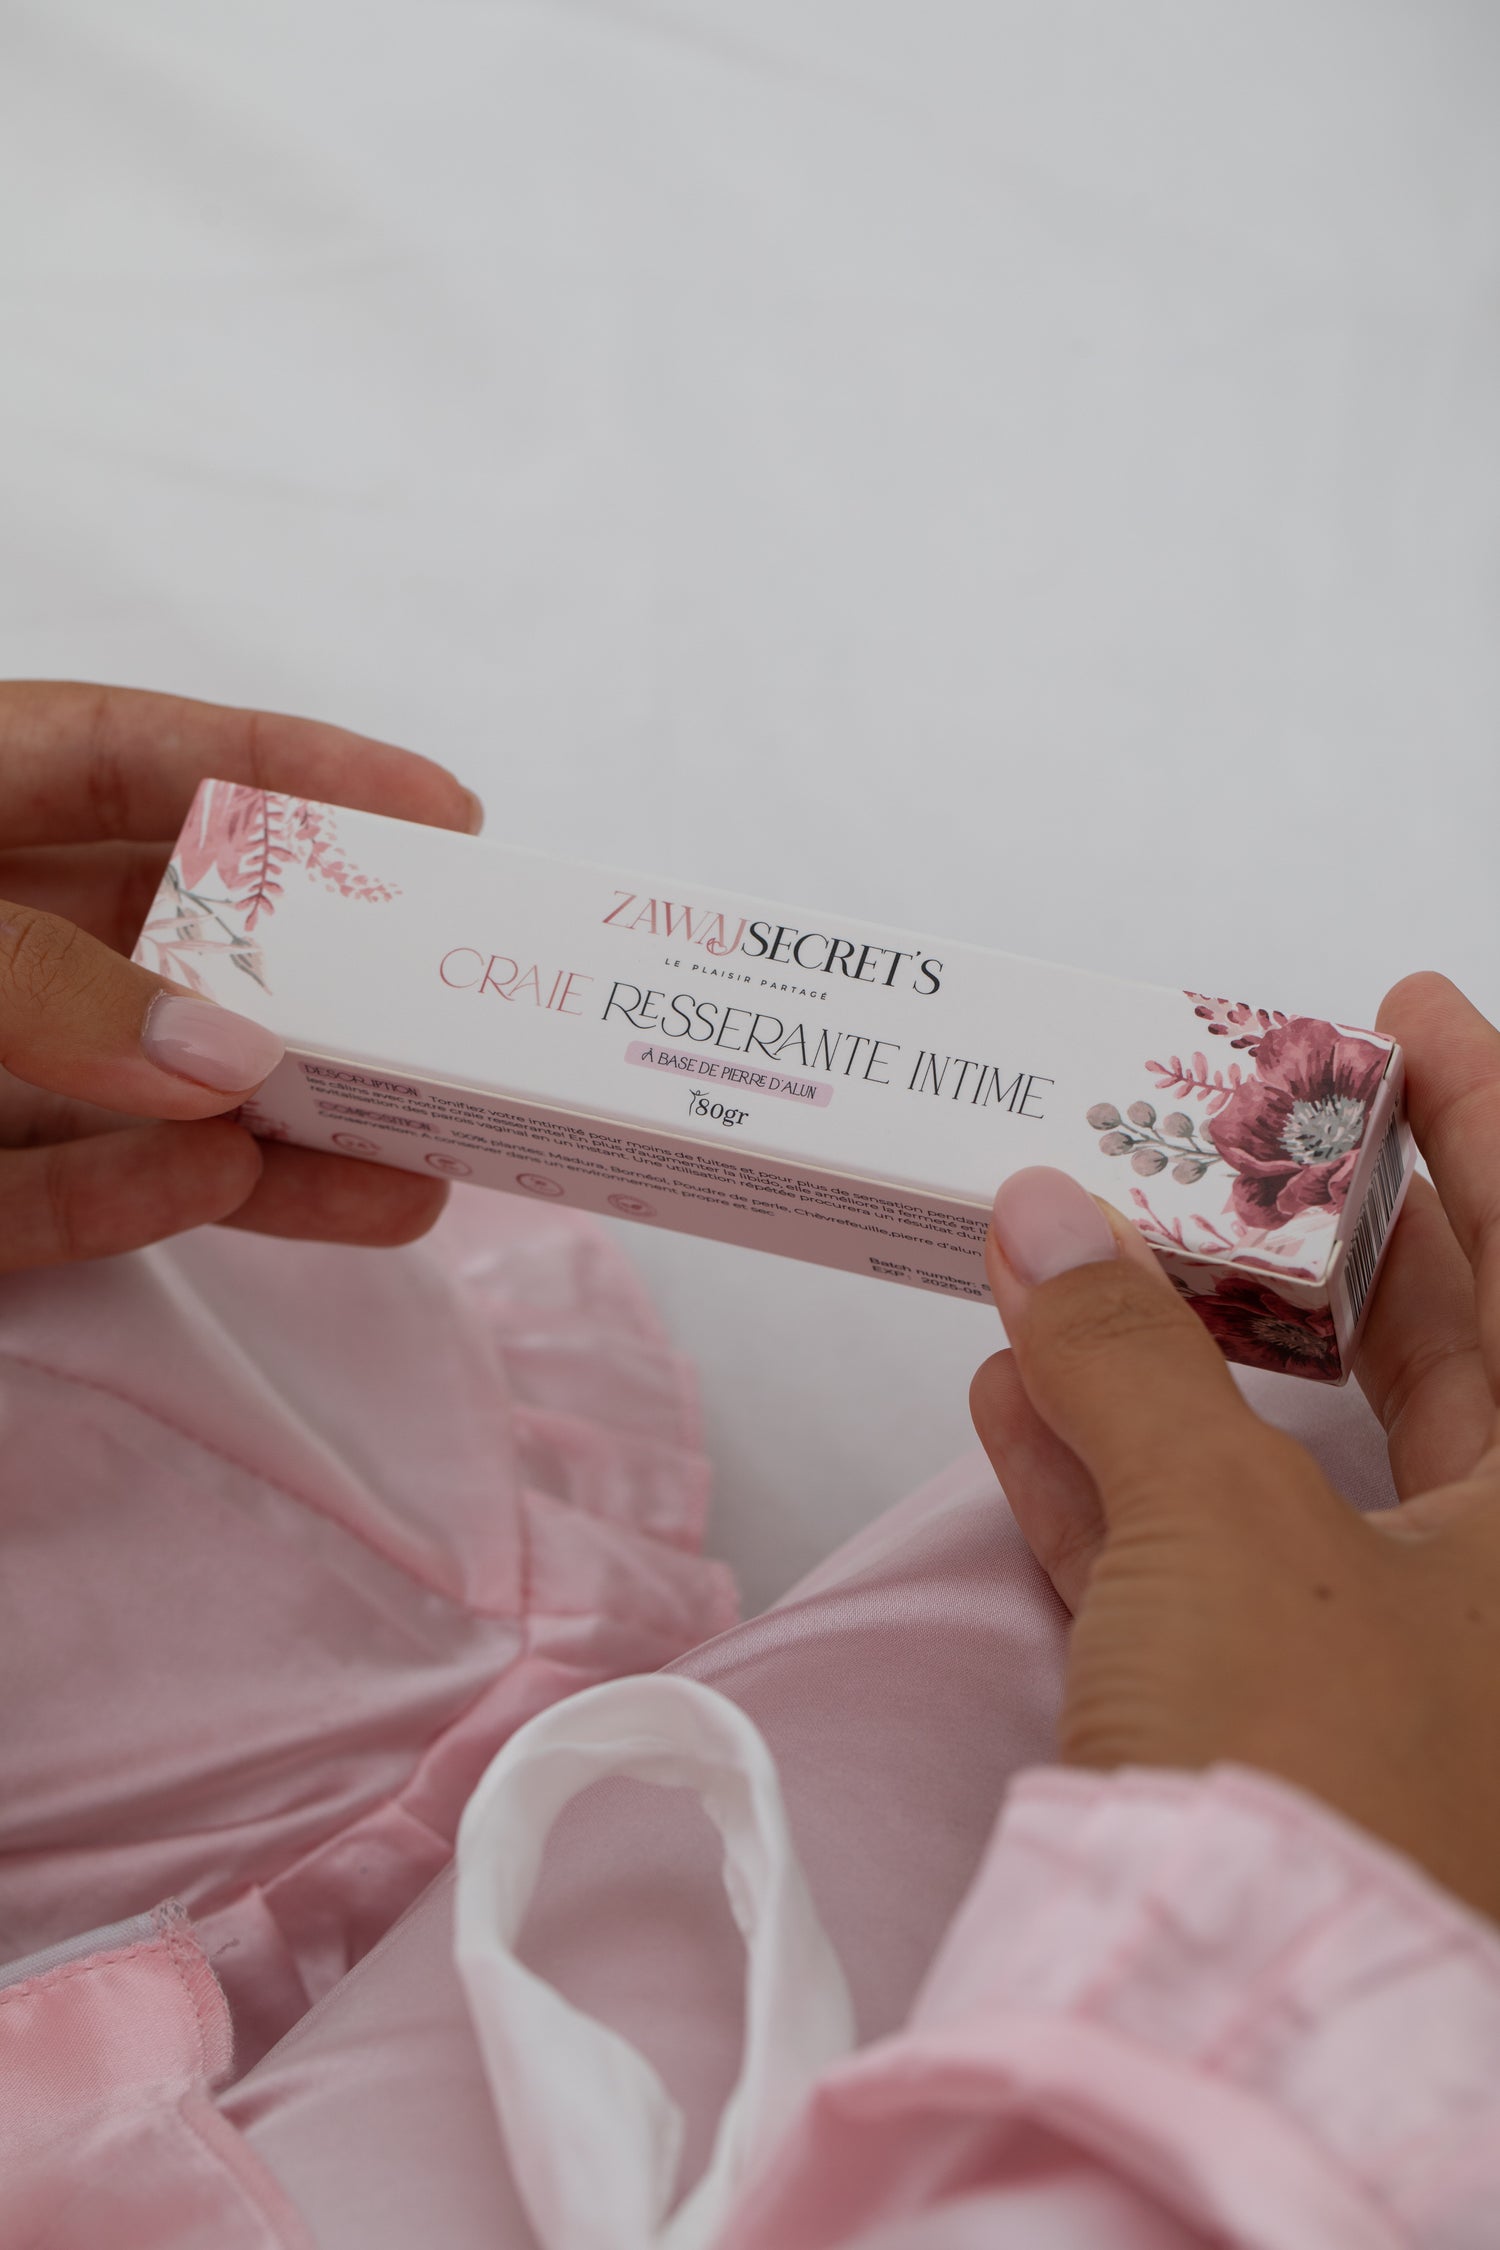 ZAWAJSECRET'S
LE PLAISIR PARTAGÉ
CRAIE RESSERANTE INTIME
À BASE DE PIERRE D'ALUN
80gr
DESCRIPTION Tonifiez votre intimité pour moins de fuites et pour plus de sensation pendant
les câlins avec notre craie resserante! En plus d'augmenter la libido, elle améliore la fermeté et la
revitalisation des parois vaginal en un instant. Une utilisation répétée procurera un résultat
COMPOSITION 100% plantes: Madura, Bornéol, Poudre de perle, Chèvrefeuille,pierre d'alun
Conservation: A conserver dans un environnement propre et sec
Batch number:
EXP : 2025-08